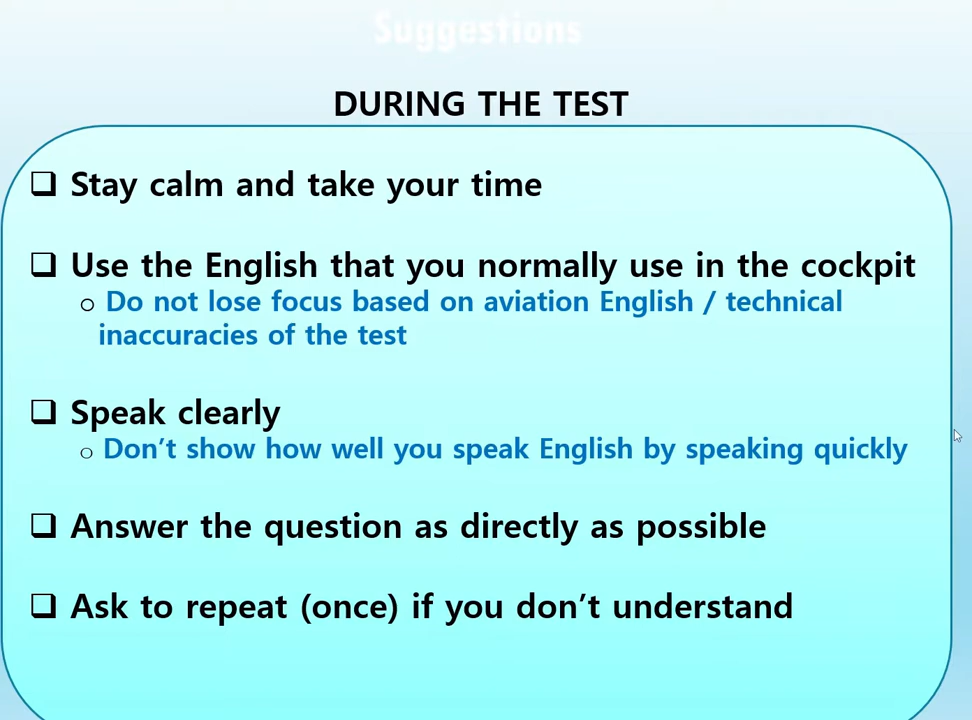 Suggestions
DURING THE TEST
❑ Stay calm and take your time
❑ Use the English that you normally use in the cockpit
o Do not lose focus based on aviation English / technical
inaccuracies of the test
❑ Speak clearly
o Don’t show how well you speak English by speaking quickly
❑ Answer the question as directly as possible
❑ Ask to repeat (once) if you don’t understand